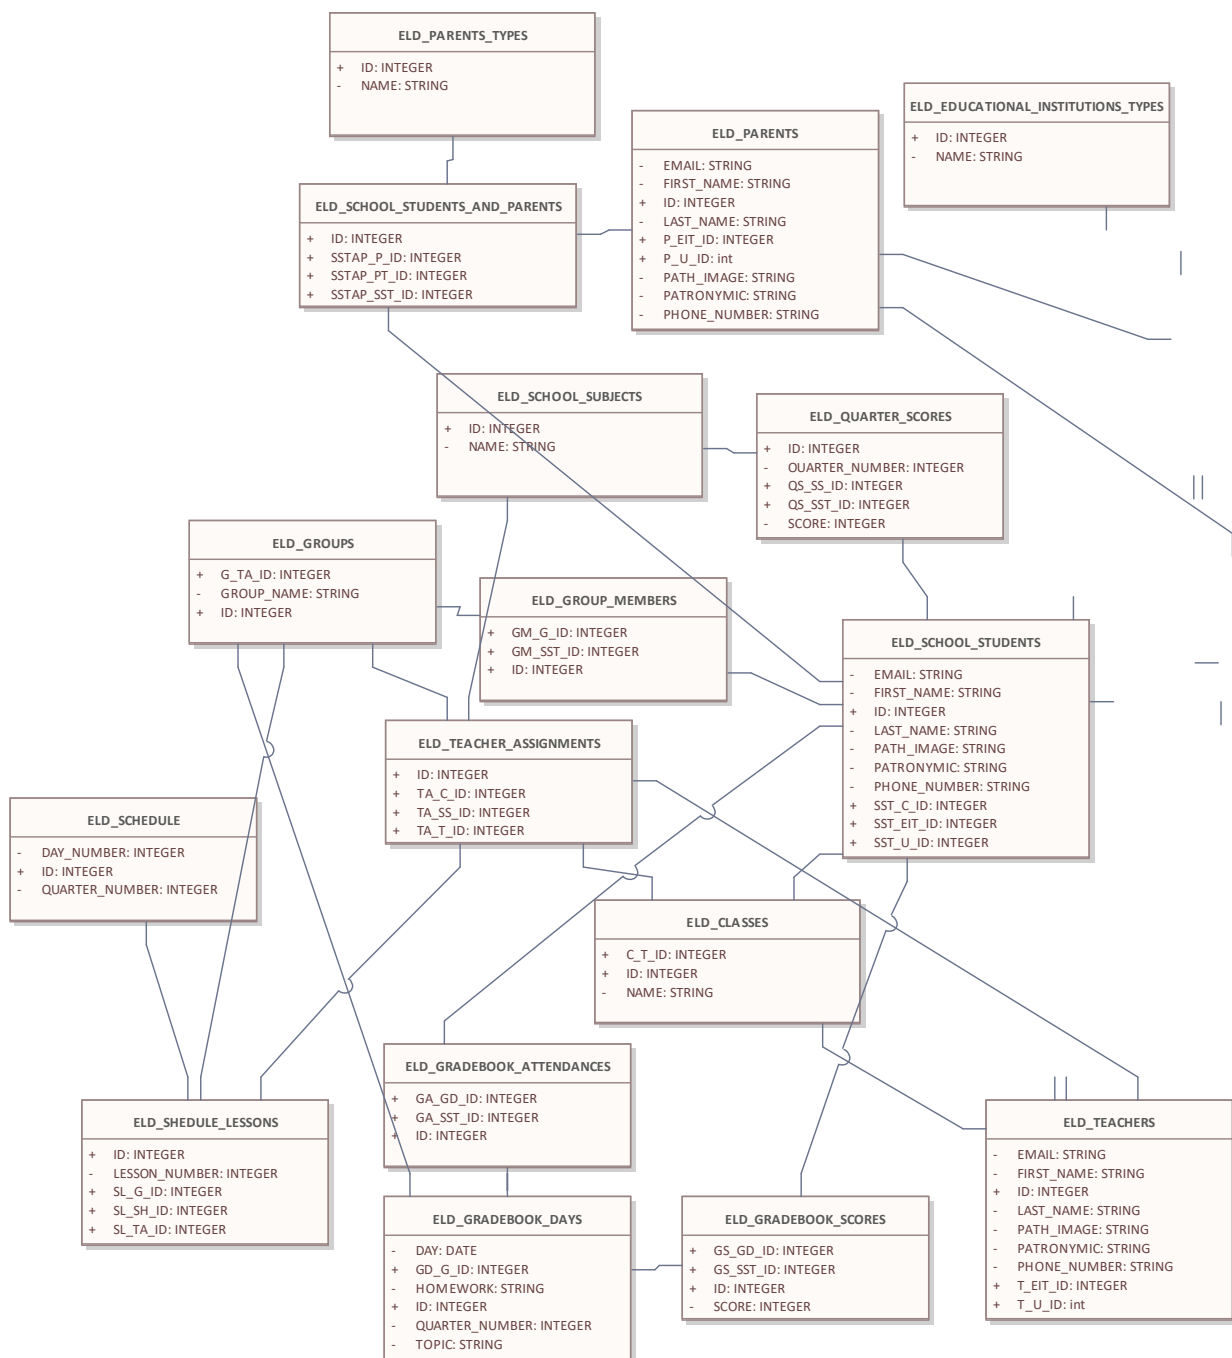 ELD_PARENTS_TYPES
+ ID: INTEGER
- NAME: STRING
ELD_EDUCATIONAL_INSTITUTIONS_TYPES
+ ID: INTEGER
- NAME: STRING
ELD_PARENTS
- EMAIL: STRING
- FIRST_NAME: STRING
+ ID: INTEGER
- LAST_NAME: STRING
+ P_EIT_ID: INTEGER
+ P_U_ID: int
- PATH_IMAGE: STRING
- PATRONYMIC: STRING
- PHONE_NUMBER: STRING
ELD_SCHOOL_STUDENTS_AND_PARENTS
+ ID: INTEGER
+ SSTAP_P_ID: INTEGER
+ SSTAP_PT_ID: INTEGER
+ SSTAP_SST_ID: INTEGER
ELD_SCHOOL_SUBJECTS
+ ID: INTEGER
- NAME: STRING
ELD_QUARTER_SCORES
+ ID: INTEGER
- OUARTER_NUMBER: INTEGER
+ QS_SS_ID: INTEGER
+ QS_SST_ID: INTEGER
- SCORE: INTEGER
ELD_GROUPS
+ G_TA_ID: INTEGER
- GROUP_NAME: STRING
+ ID: INTEGER
ELD_GROUP_MEMBERS
+ GM_G_ID: INTEGER
+ GM_SST_ID: INTEGER
+ ID: INTEGER
ELD_SCHOOL_STUDENTS
- EMAIL: STRING
- FIRST_NAME: STRING
+ ID: INTEGER
- LAST_NAME: STRING
- PATH_IMAGE: STRING
- PATRONYMIC: STRING
- PHONE_NUMBER: STRING
+ SST_C_ID: INTEGER
+ SST_EIT_ID: INTEGER
+ SST_U_ID: INTEGER
ELD_TEACHER_ASSIGNMENTS
+ ID: INTEGER
+ TA_C_ID: INTEGER
+ TA_SS_ID: INTEGER
+ TA_T_ID: INTEGER
ELD_SCHEDULE
- DAY_NUMBER: INTEGER
+ ID: INTEGER
- QUARTER_NUMBER: INTEGER
ELD_CLASSES
+ C_T_ID: INTEGER
+ ID: INTEGER
- NAME: STRING
ELD_GRADEBOOK_ATTENDANCES
+ GA_GD_ID: INTEGER
+ GA_SST_ID: INTEGER
+ ID: INTEGER
ELD_SHEDULE_LESSONS
+ ID: INTEGER
- LESSON_NUMBER: INTEGER
+ SL_G_ID: INTEGER
+ SL_SH_ID: INTEGER
+ SL_TA_ID: INTEGER
ELD_TEACHERS
- EMAIL: STRING
- FIRST_NAME: STRING
+ ID: INTEGER
- LAST_NAME: STRING
- PATH_IMAGE: STRING
- PATRONYMIC: STRING
- PHONE_NUMBER: STRING
+ T_EIT_ID: INTEGER
+ T_U_ID: int
ELD_GRADEBOOK_DAYS
- DAY: DATE
+ GD_G_ID: INTEGER
- HOMEWORK: STRING
+ ID: INTEGER
- QUARTER_NUMBER: INTEGER
- TOPIC: STRING
ELD_GRADEBOOK_SCORES
+ GS_GD_ID: INTEGER
+ GS_SST_ID: INTEGER
+ ID: INTEGER
- SCORE: INTEGER